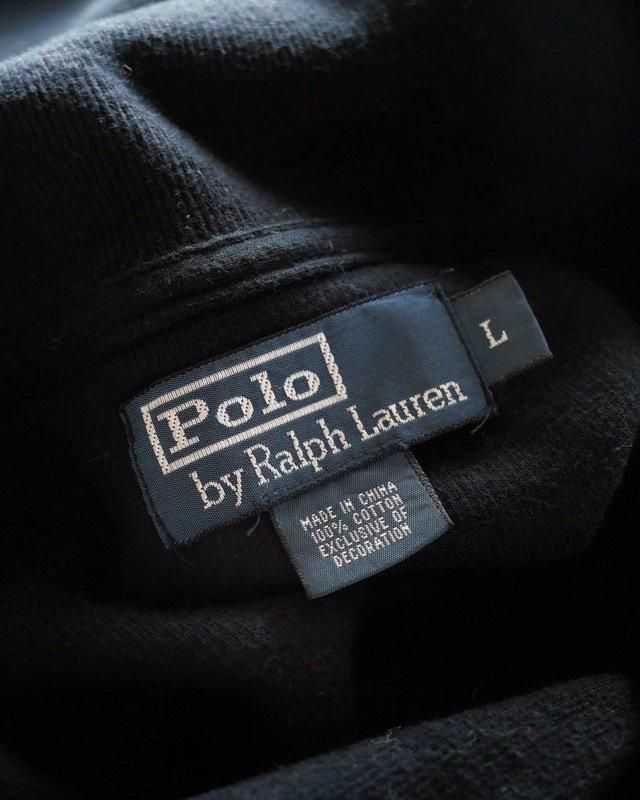 Polo
by Ralph Lauren
L
MADE IN CHINA
100% COTTON
EXCLUSIVE OF
DECORATION